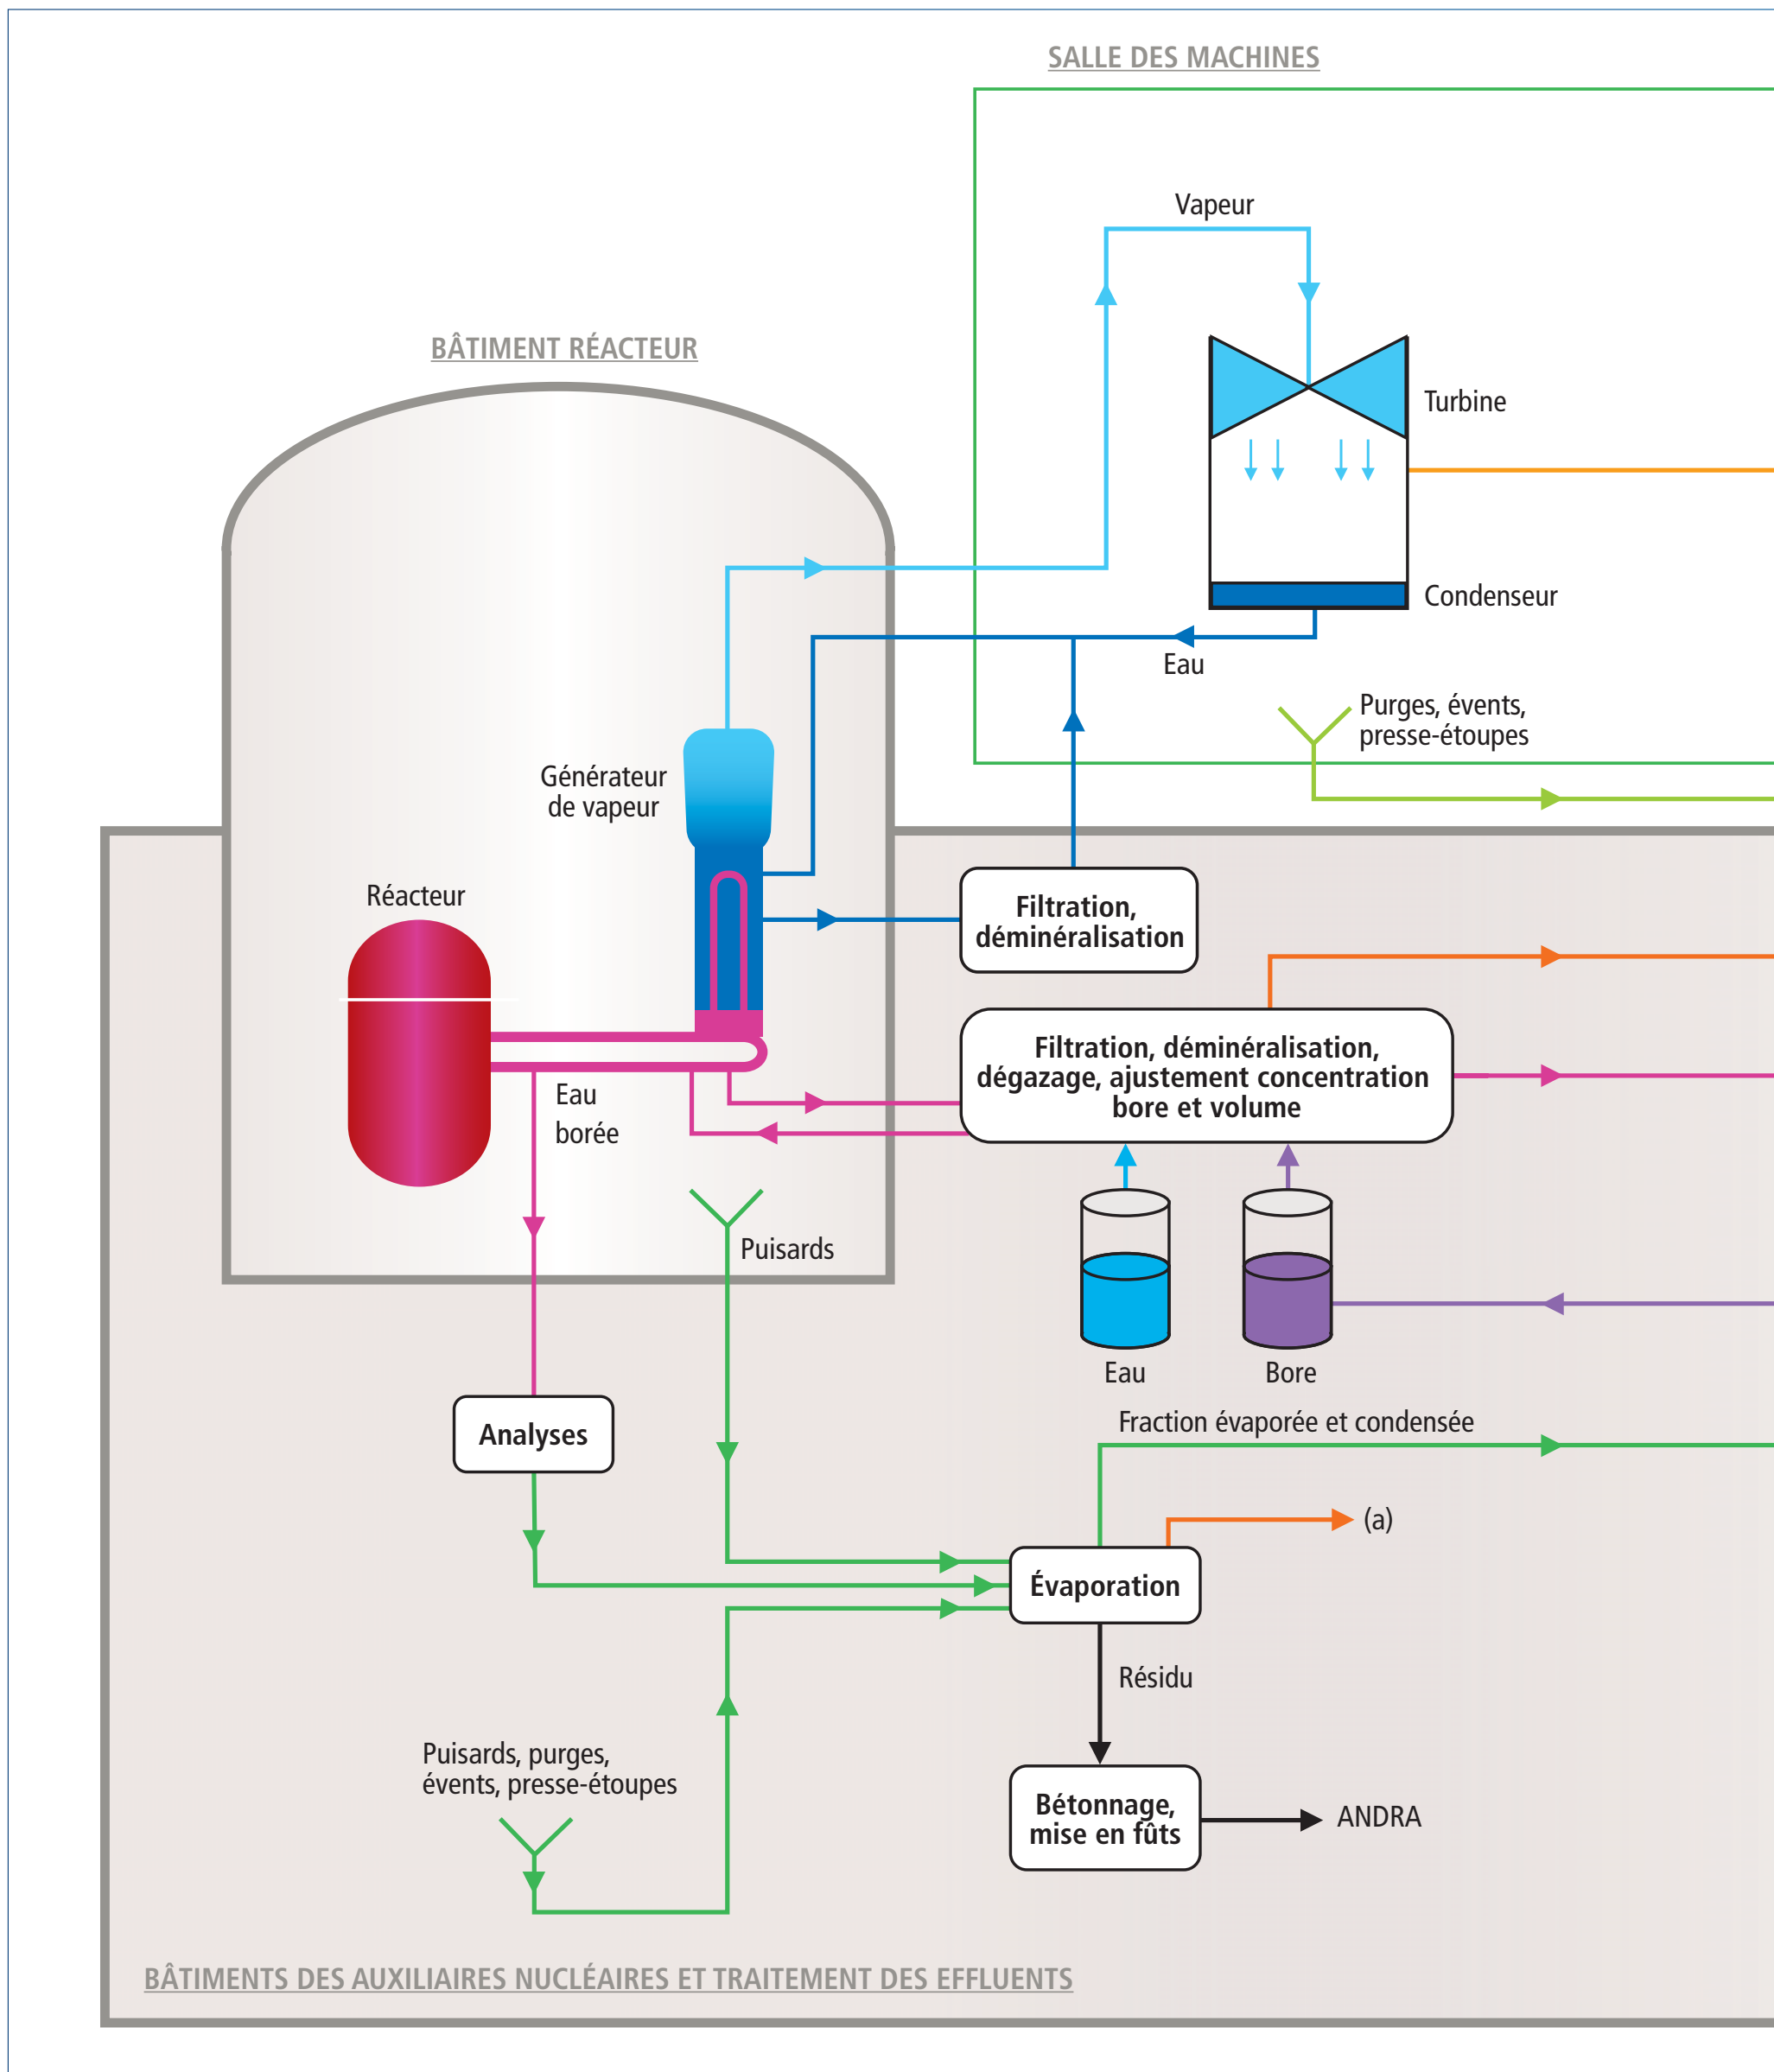 SALLE DES MACHINES
Vapeur
BÂTIMENT RÉACTEUR
Turbine
Condenseur
Eau
Purges, évents,
presse-étoupes
Générateur
de vapeur
Réacteur
Filtration,
déminéralisation
Filtration, déminéralisation,
dégazage, ajustement concentration
bore et volume
Eau
borée
Puisards
Eau
Bore
Fraction évaporée et condensée
Analyses
(a)
Évaporation
Résidu
Puisards, purges,
évents, presse-étoupes
Bétonnage,
mise en fûts
ANDRA
BÂTIMENTS DES AUXILIAIRES NUCLÉAIRES ET TRAITEMENT DES EFFLUENTS